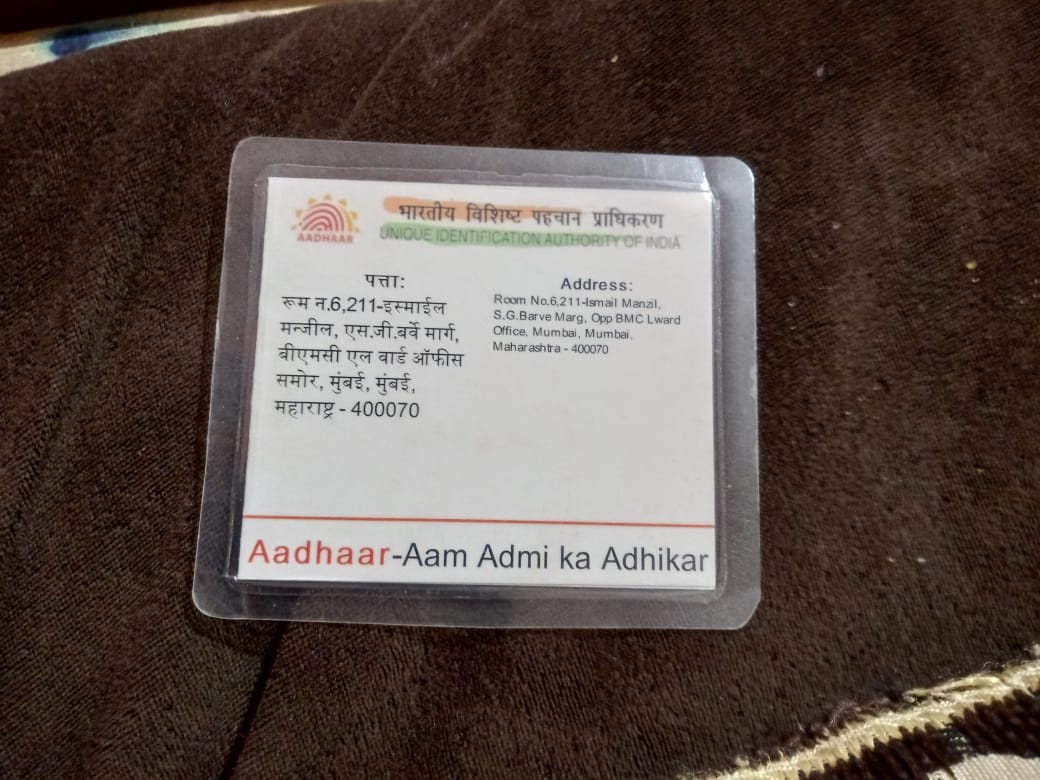 AADHAAR
भारतीय विशिष्ट पहचान प्राधिकरण
UNIQUE IDENTIFICATION AUTHORITY OF INDIA
पत्ता:
रूम न.6,211-इस्माईल
मन्जील, एस.जी.बर्वे मार्ग,
बीएमसी एल वार्ड ऑफीस
समोर, मुंबई, मुंबई,
महाराष्ट्र - 400070
Address:
Room No.6,211-Ismail Manzil,
S.G.Barve Marg, Opp BMC Lward
Office, Mumbai, Mumbai,
Maharashtra - 400070
Aadhaar-Aam Admi ka Adhikar